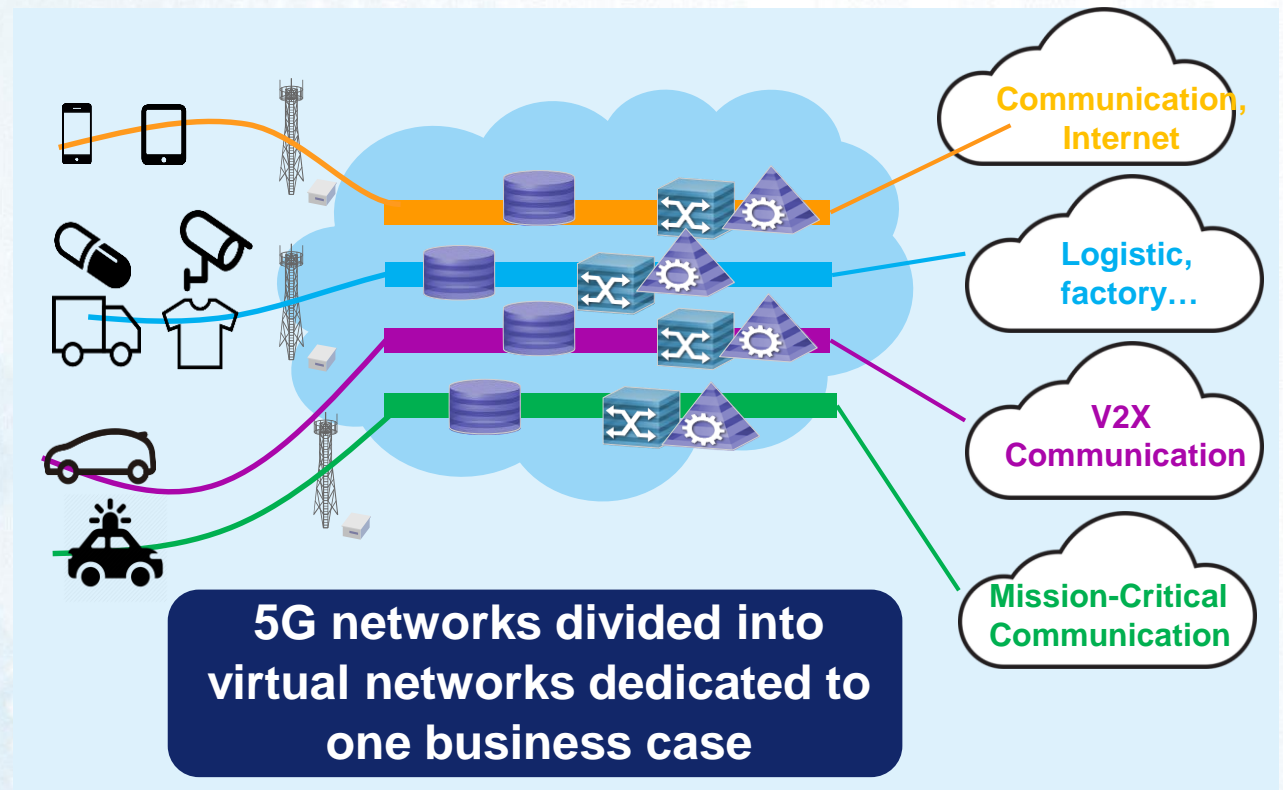 Communication,
Internet
Logistic,
factory…
V2X
Communication
Mission-Critical
Communication
5G networks divided into
virtual networks dedicated to
one business case